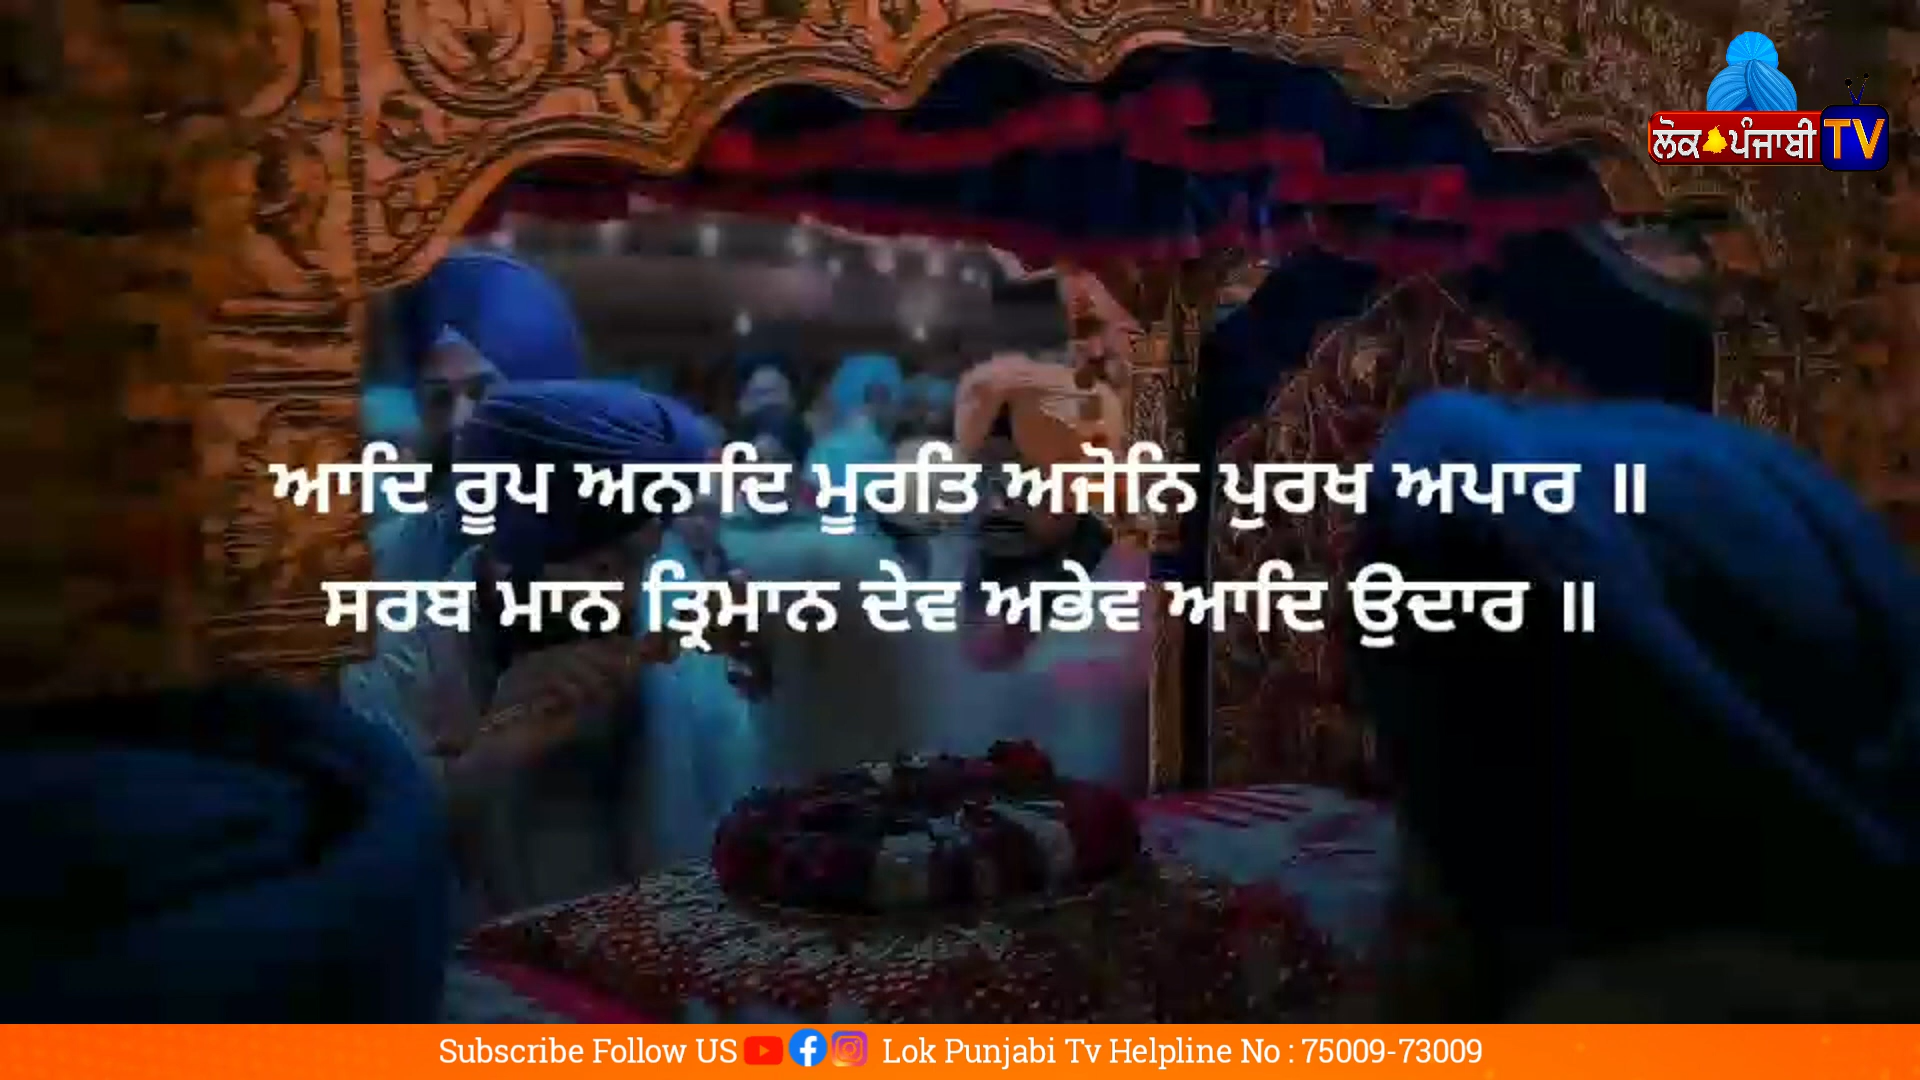 ਲੋਕ ਪੰਜਾਬੀ TV
ਆਦਿ ਰੂਪ ਅਨਾਦਿ ਮੂਰਤਿ ਅਜੋਨਿ ਪੁਰਖ ਅਪਾਰ ॥
ਸਰਬ ਮਾਨ ਤ੍ਰਿਮਾਨ ਦੇਵ ਅਭੇਵ ਆਦਿ ਉਦਾਰ ॥
Subscribe Follow US Lok Punjabi Tv Helpline No : 75009-73009